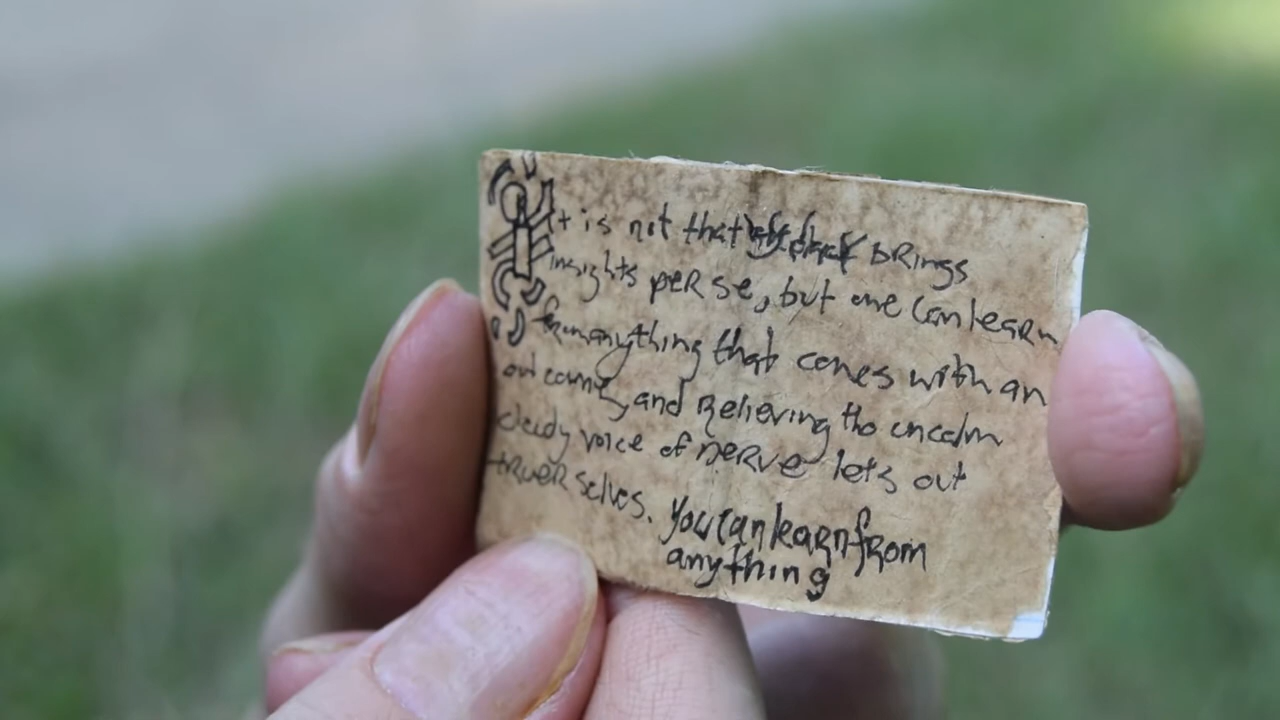 It is not that brings
insights per se, but one can learn
from anything that comes with an
outcome, and Relieving the uncalm
cloudy voice of nerve lets out
truer selves. You can learn from
anything